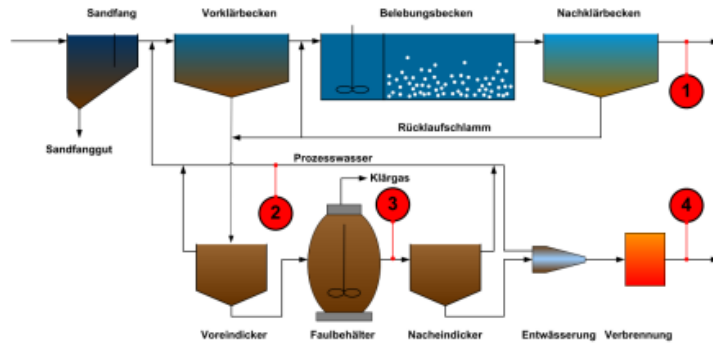 Sandfang
Vorklärbecken
Belebungsbecken
Nachklärbecken
1
Rücklaufschlamm
Sandfanggut
Prozesswasser
Klärgas
2
3
4
Voreindicker
Faulbehälter
Nacheindicker
Entwässerung
Verbrennung